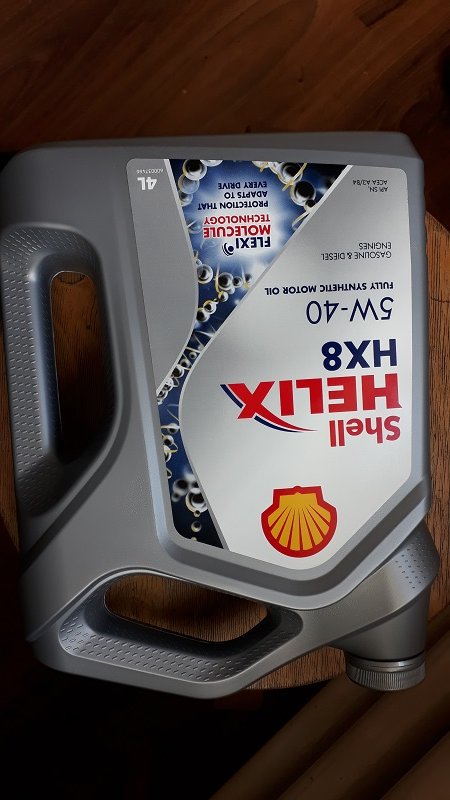 Shell
HELIX
HX8
5W-40
FULLY SYNTHETIC MOTOR OIL
GASOLINE & DIESEL
ENGINES
API SN,
ACEA A3/B4
FLEXI
MOLECULE
TECHNOLOGY
PROTECTION THAT
ADAPTS TO
EVERY DRIVE
4L